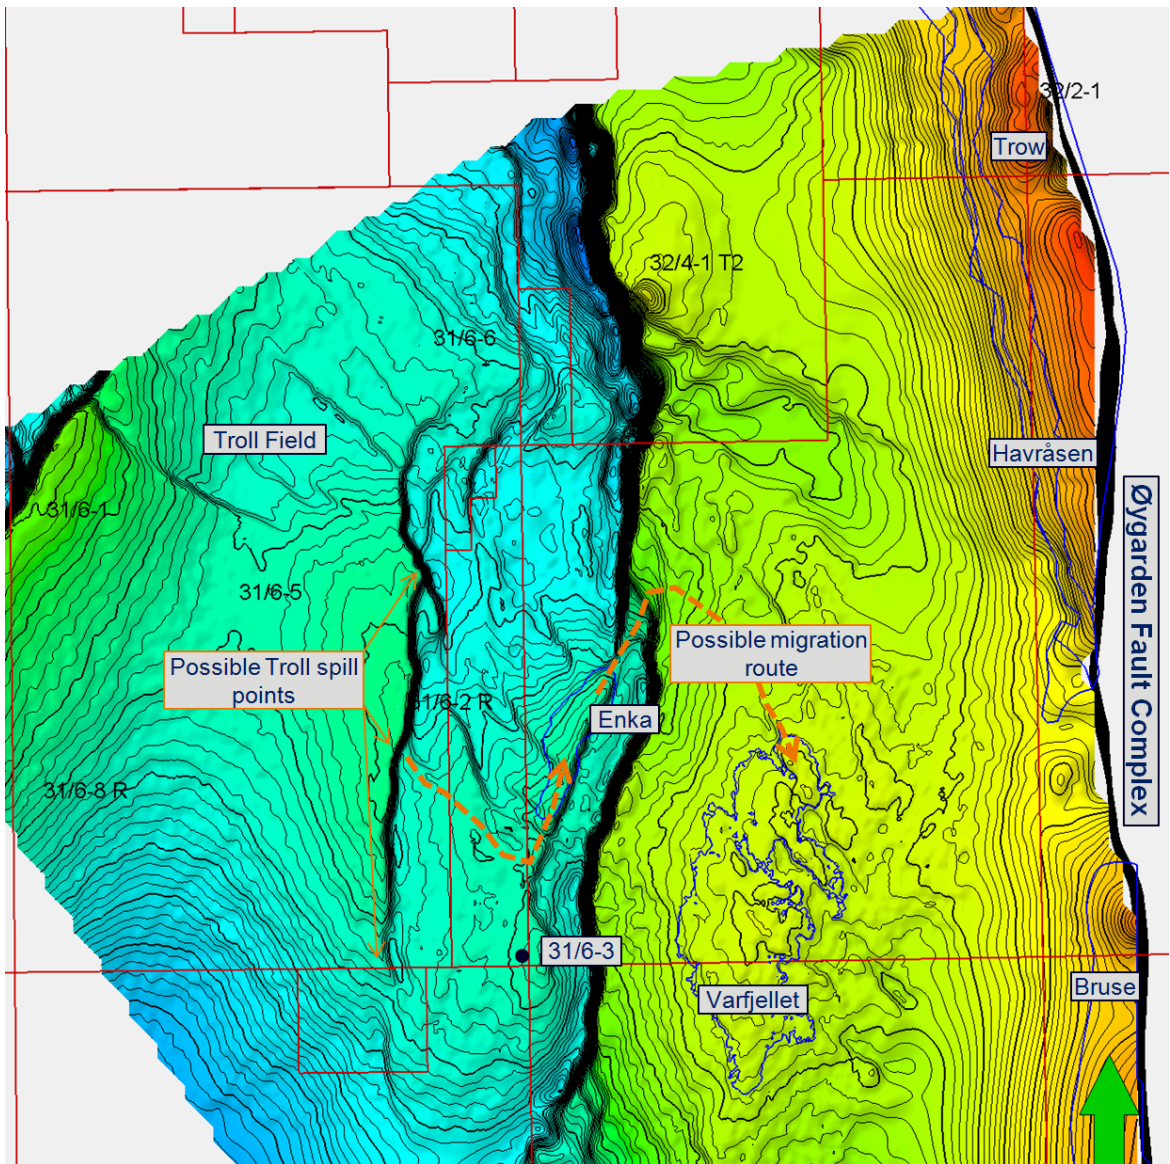 32/2-1
Trow
32/4-1 T2
31/6-6
Troll Field
Havråsen
31/6-1
31/6-5
Øygarden Fault Complex
Possible Troll spill
points
Possible migration
route
31/6-2 R
Enka
31/6-8 R
31/6-3
Varfjellet
Bruse